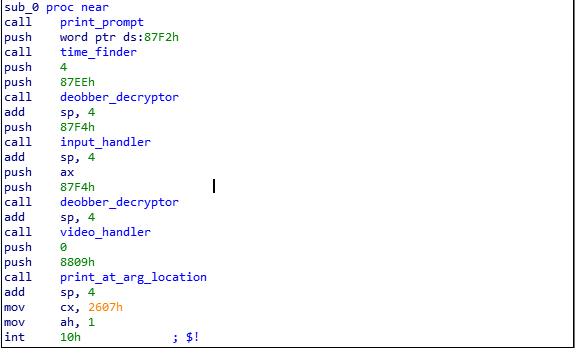 sub_0 proc near
call print_prompt
push word ptr ds:87F2h
call time_finder
push 4
push 87EEh
call deobber_decryptor
add sp, 4
push 87F4h
call input_handler
add sp, 4
push ax
push 87F4h
call deobber_decryptor
add sp, 4
call video_handler
push 0
push 8809h
call print_at_arg_location
add sp, 4
mov cx, 2607h
mov ah, 1
int 10h ; $!